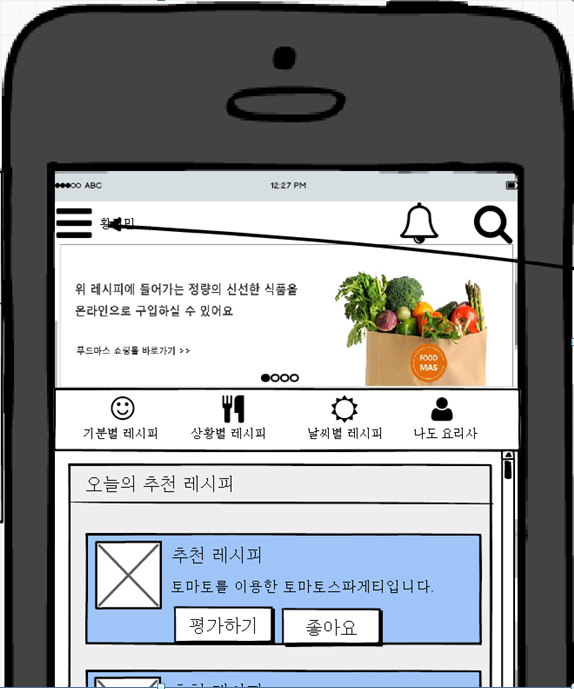 ABC 12:27 PM
위 레시피에 들어가는 정량의 신선한 식품을
온라인으로 구입하실 수 있어요
푸드마스 쇼핑몰 바로가기 >>
FOOD
MAS
기분별 레시피 상황별 레시피 날씨별 레시피 나도 요리사
오늘의 추천 레시피
추천 레시피
토마토를 이용한 토마토스파게티입니다.
평가하기 좋아요